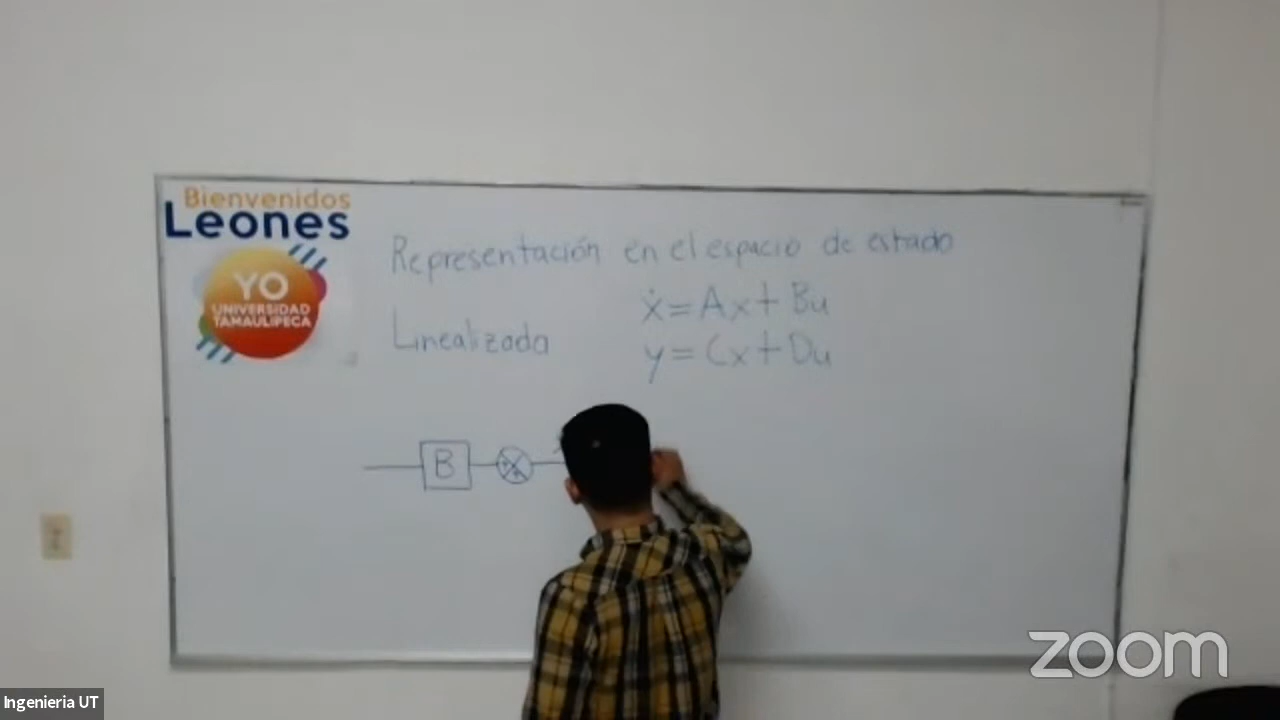 Bienvenidos
Leones
YO
UNIVERSIDAD
TAMAULIPECA
Representación en el espacio de estado
ẋ = Ax + Bu
Linealizada
y = Cx + Du
B
zoom
Ingenieria UT